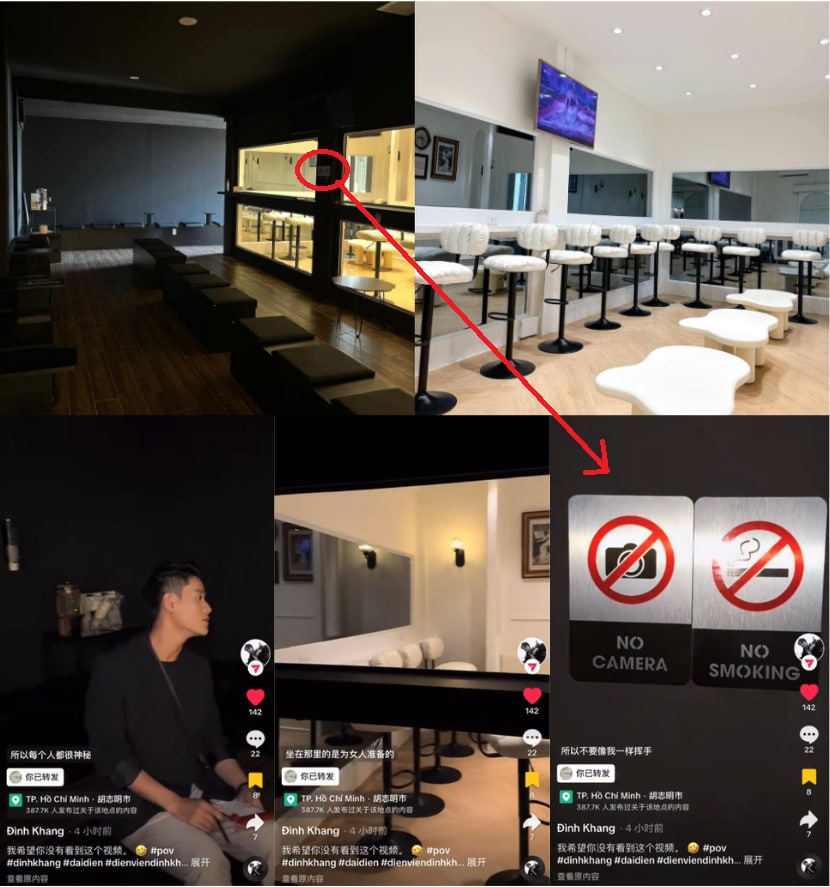 所以每个人都很神秘
你已转发
TP. Hồ Chí Minh · 胡志明市
387.7K 人发布过关于该地点的内容
Đình Khang · 4 小时前
我希望你没有看到这个视频。 🤣 #pov
#dinhkhang #daidien #dienviendinhkh... 展开
查看原内容
142
22
8
7
坐在那里的是为女人准备的
你已转发
TP. Hồ Chí Minh · 胡志明市
387.7K 人发布过关于该地点的内容
Đình Khang · 4 小时前
我希望你没有看到这个视频。 🤣 #pov
#dinhkhang #daidien #dienviendinhkh... 展开
查看原内容
142
22
8
7
NO
CAMERA
NO
SMOKING
所以不要像我一样挥手
你已转发
TP. Hồ Chí Minh · 胡志明市
387.7K 人发布过关于该地点的内容
Đình Khang · 4 小时前
我希望你没有看到这个视频。 🤣 #pov
#dinhkhang #daidien #dienviendinhkh... 展开
查看原内容
142
22
8
7